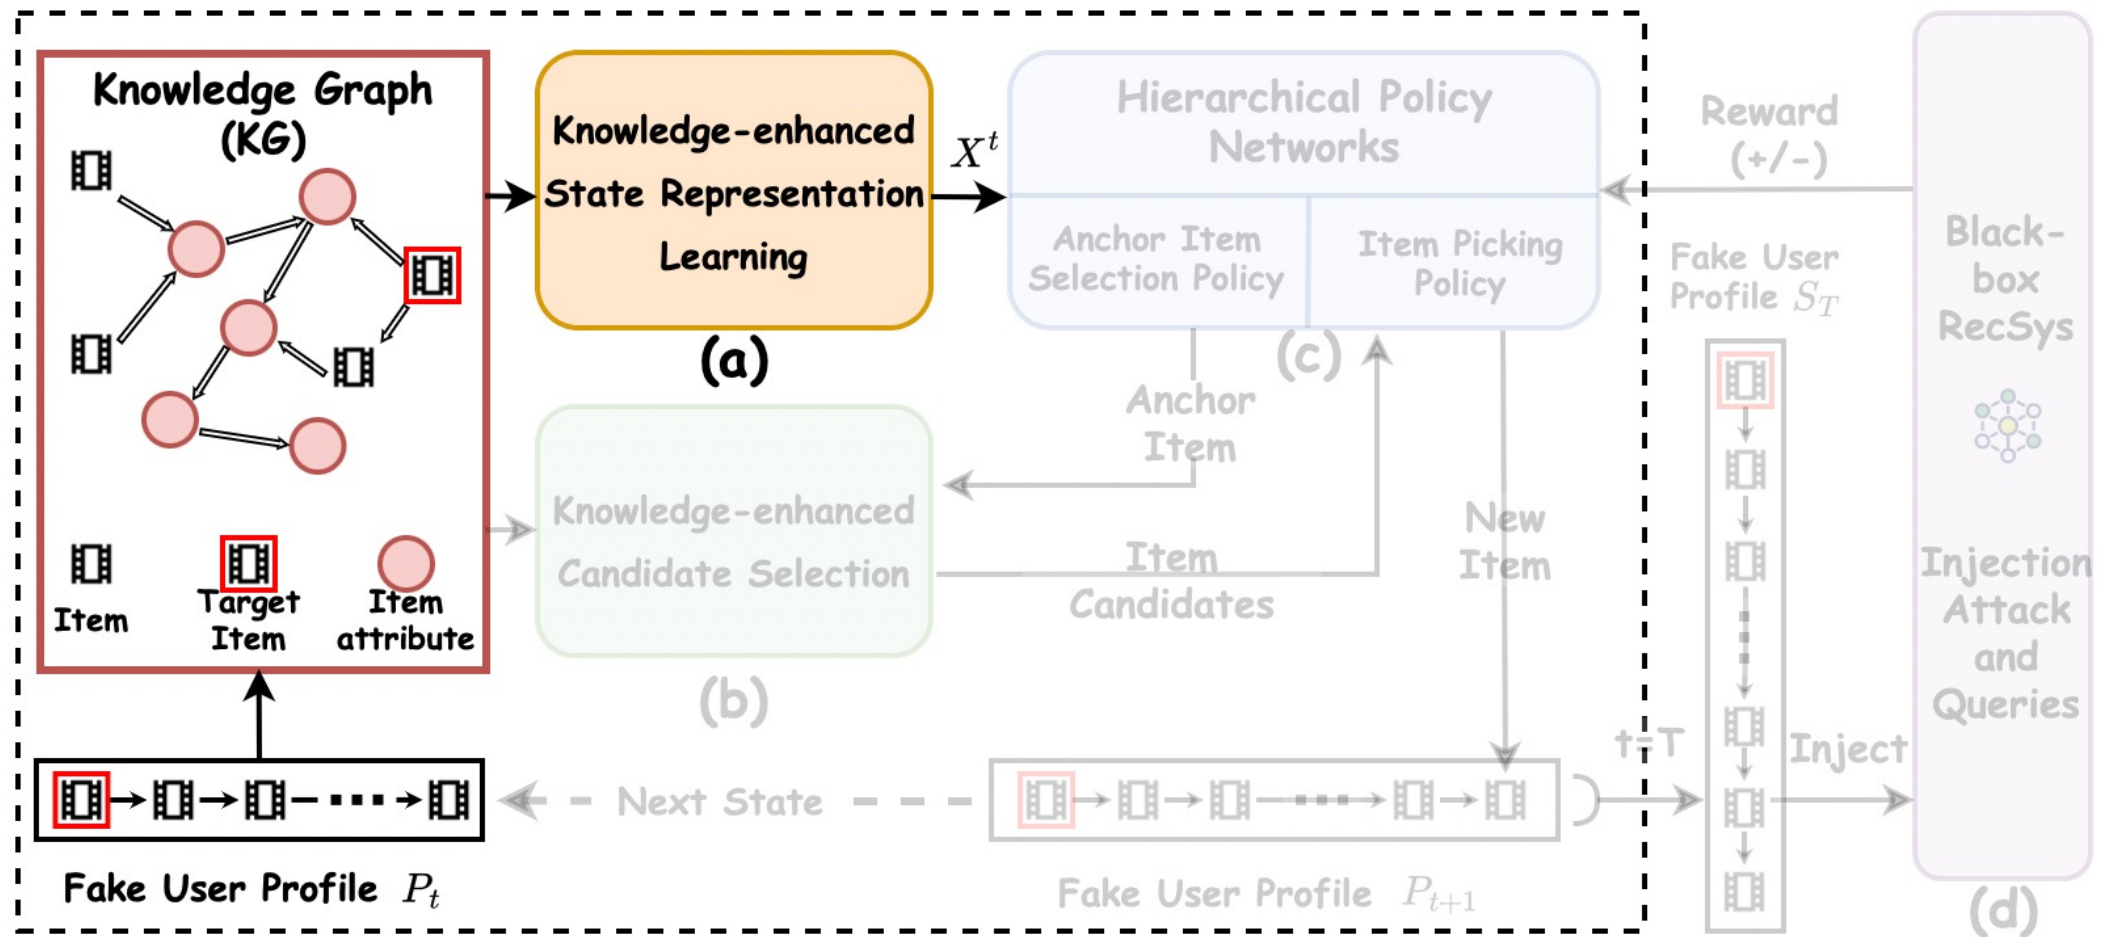 Knowledge Graph
(KG)
Item
Target
Item
Item
attribute
Fake User Profile P_t
Knowledge-enhanced
State Representation
Learning
(a)
X^t
Knowledge-enhanced
Candidate Selection
(b)
Hierarchical Policy
Networks
Anchor Item
Selection Policy
Item Picking
Policy
(c)
Anchor
Item
Item
Candidates
New
Item
Next State
Fake User Profile P_{t+1}
t=T
Reward
(+/-)
Fake User
Profile S_T
Inject
Black-
box
RecSys
Injection
Attack
and
Queries
(d)